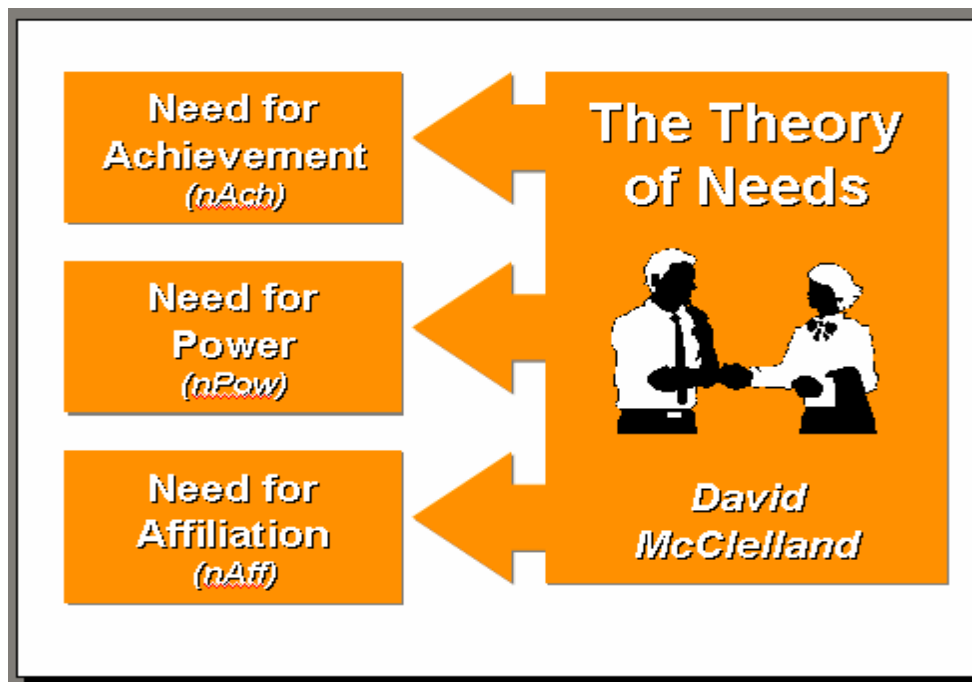 Need for
Achievement
(nAch)
Need for
Power
(nPow)
Need for
Affiliation
(nAff)
The Theory
of Needs
David
McClelland